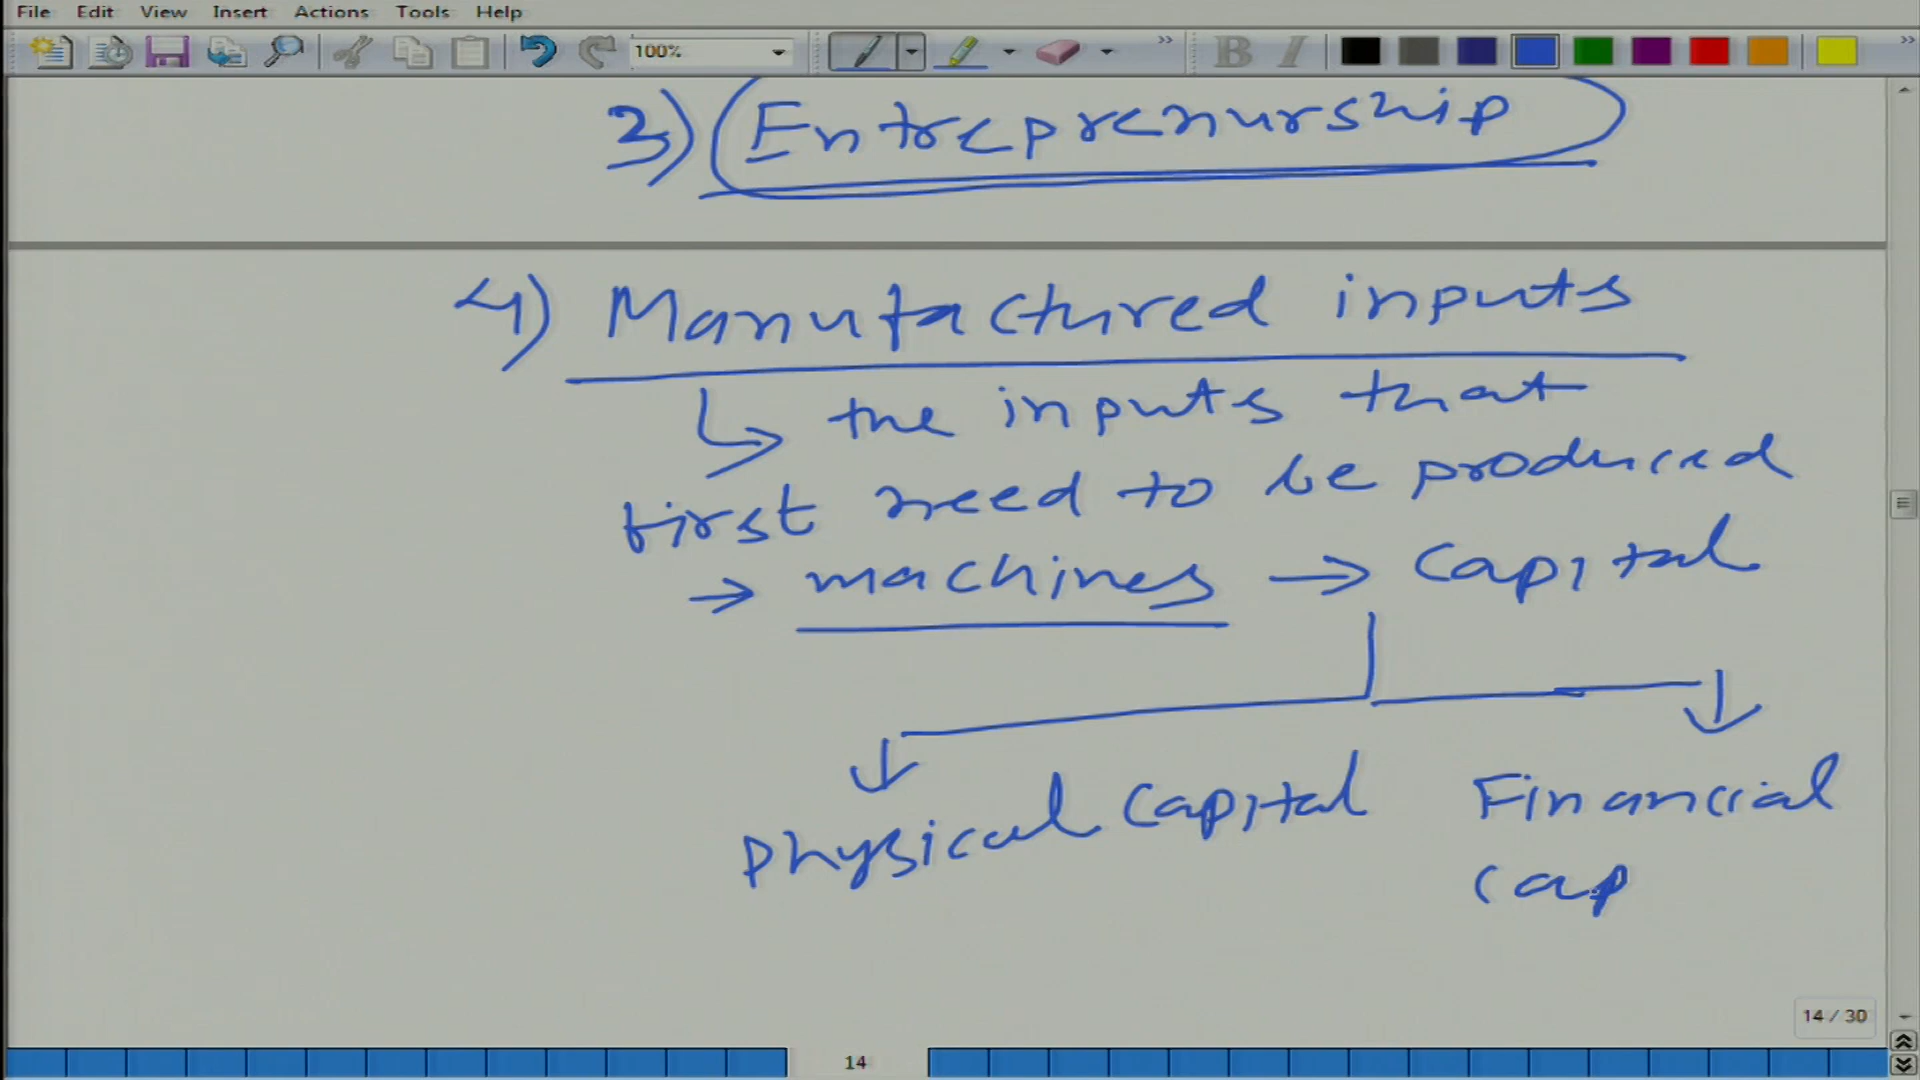 File Edit View Insert Actions Tools Help
100%
3) Entreprenurship
4) Manufactured inputs
↳ the inputs that
first need to be produced
→ machines → Capital
Physical Capital Financial
Cap
14 / 30
14